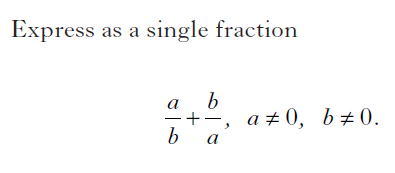 Express as a single fraction
a/b + b/a, a ≠ 0, b ≠ 0.